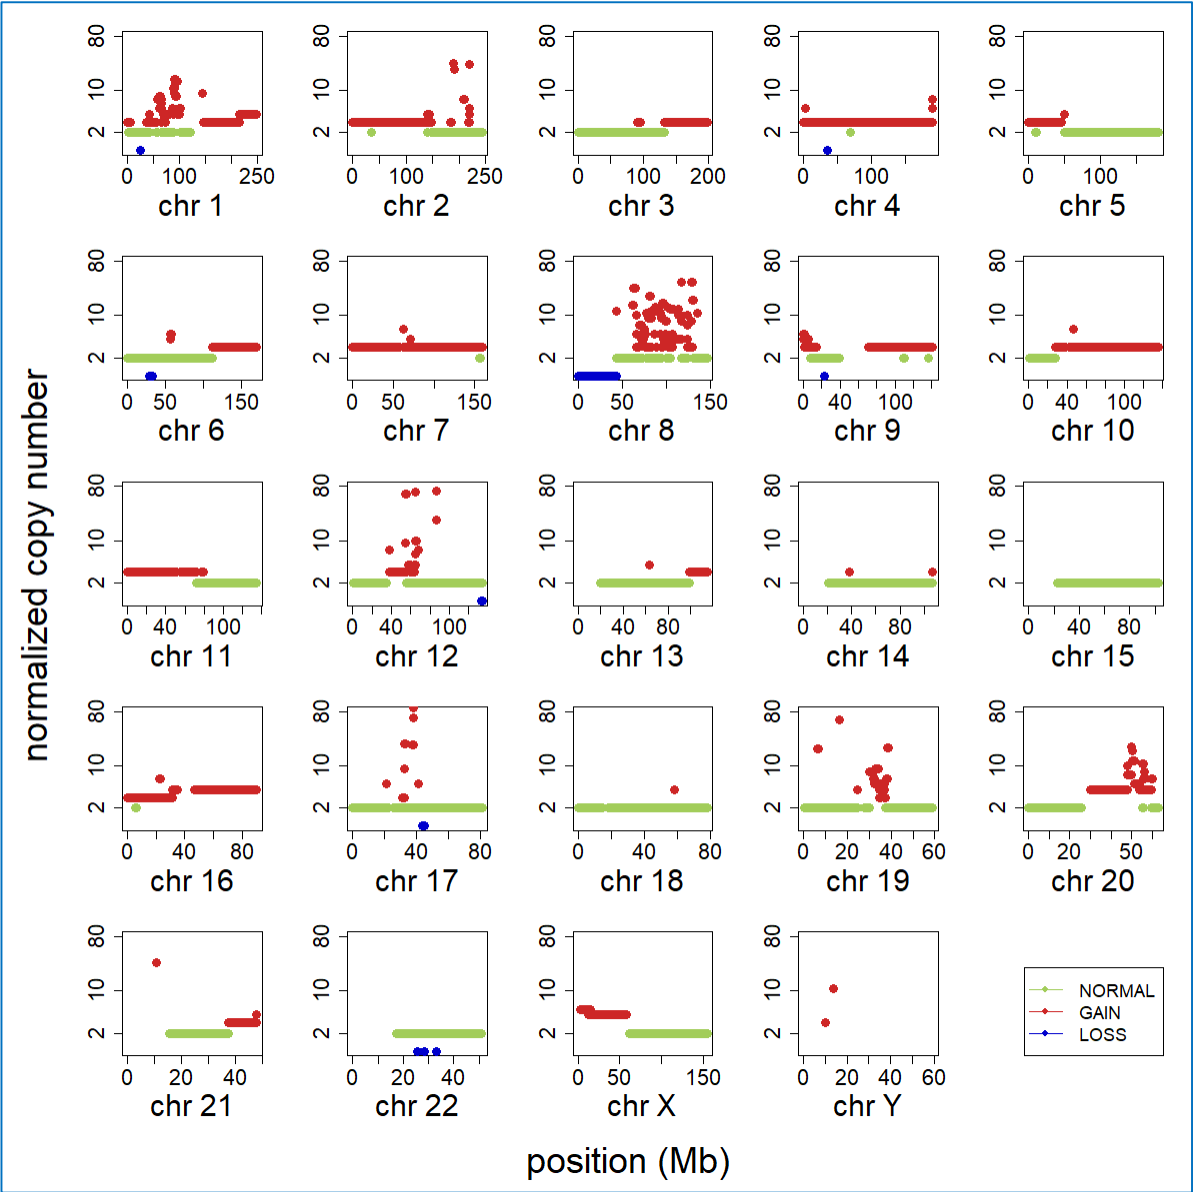 normalized copy number
80 10 2
0 100 250
chr 1
80 10 2
0 100 250
chr 2
80 10 2
0 100 200
chr 3
80 10 2
0 100
chr 4
80 10 2
0 100
chr 5
80 10 2
0 50 150
chr 6
80 10 2
0 50 150
chr 7
80 10 2
0 50 150
chr 8
80 10 2
0 40 100
chr 9
80 10 2
0 40 100
chr 10
80 10 2
0 40 100
chr 11
80 10 2
0 40 100
chr 12
80 10 2
0 40 80
chr 13
80 10 2
0 40 80
chr 14
80 10 2
0 40 80
chr 15
80 10 2
0 40 80
chr 16
80 10 2
0 40 80
chr 17
80 10 2
0 40 80
chr 18
80 10 2
0 20 40 60
chr 19
80 10 2
0 20 50
chr 20
80 10 2
0 20 40
chr 21
80 10 2
0 20 40
chr 22
80 10 2
0 50 150
chr X
80 10 2
0 20 40 60
chr Y
NORMAL
GAIN
LOSS
position (Mb)